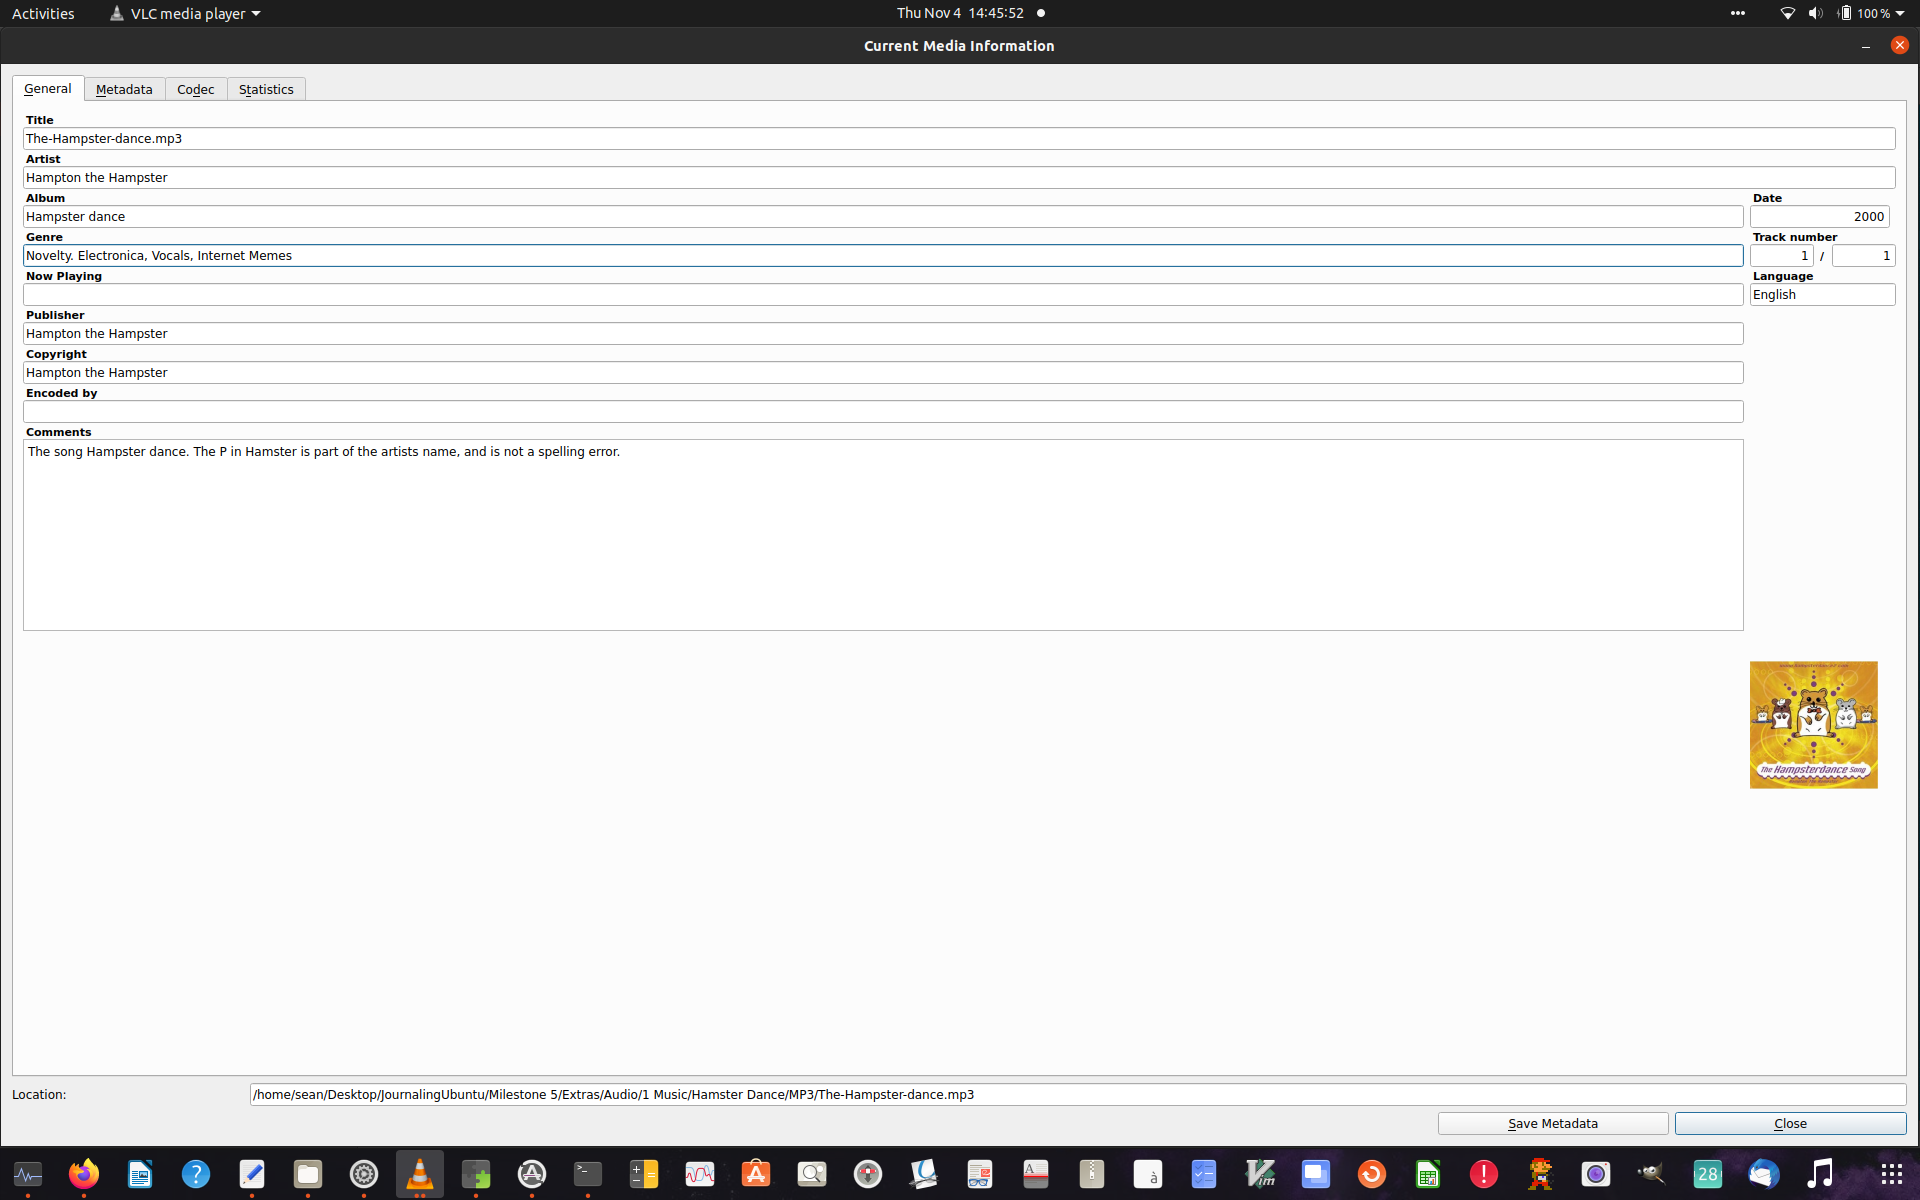 Activities VLC media player Thu Nov 4 14:45:52 100 %
Current Media Information
General Metadata Codec Statistics
Title
The-Hampster-dance.mp3
Artist
Hampton the Hampster
Album Date
Hampster dance 2000
Genre Track number
Novelty. Electronica, Vocals, Internet Memes 1 / 1
Now Playing Language
English
Publisher
Hampton the Hampster
Copyright
Hampton the Hampster
Encoded by
Comments
The song Hampster dance. The P in Hamster is part of the artists name, and is not a spelling error.
The Hampsterdance Song
Location: /home/sean/Desktop/JournalingUbuntu/Milestone 5/Extras/Audio/1 Music/Hamster Dance/MP3/The-Hampster-dance.mp3
Save Metadata Close
28